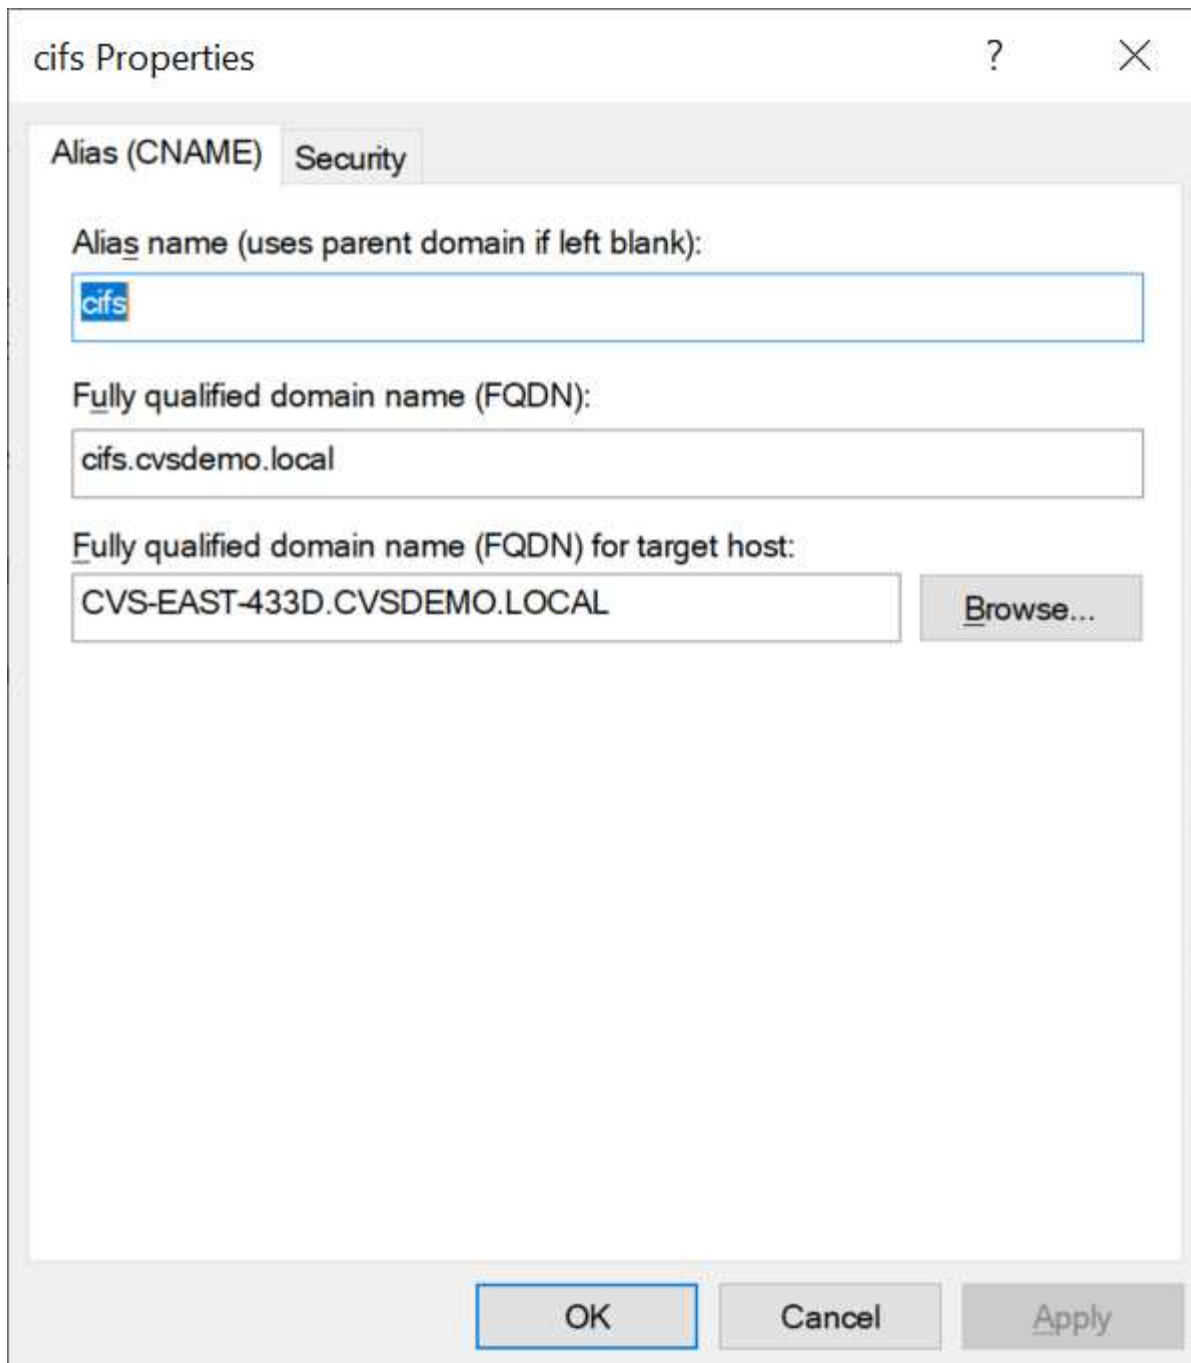 cifs Properties ?
Alias (CNAME) Security
Alias name (uses parent domain if left blank):
cifs
Fully qualified domain name (FQDN):
cifs.cvsdemo.local
Fully qualified domain name (FQDN) for target host:
CVS-EAST-433D.CVSDEMO.LOCAL Browse...
OK Cancel Apply